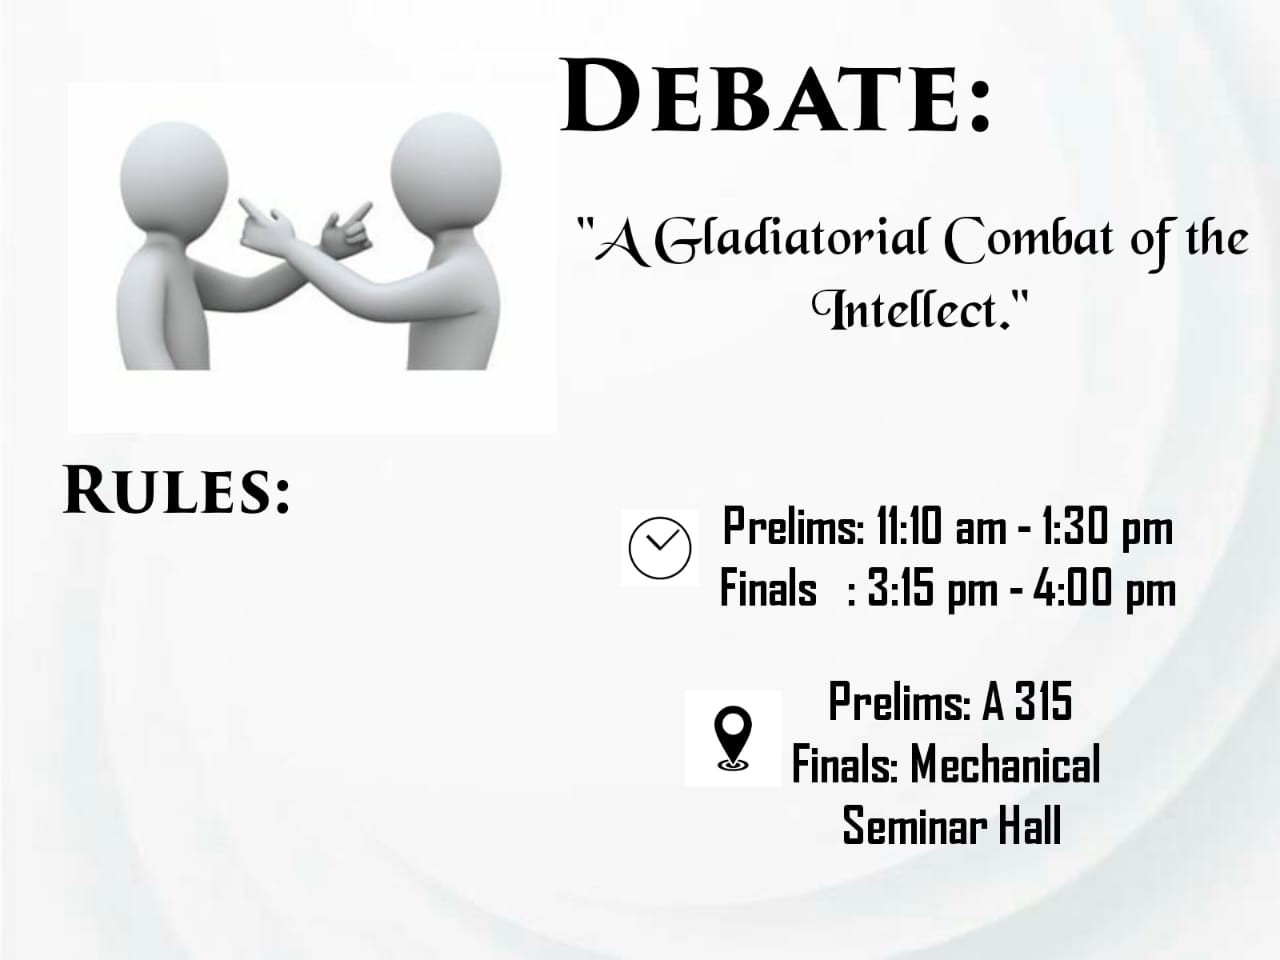 DEBATE:
"A Gladiatorial Combat of the
Intellect."
RULES:
Prelims: 11:10 am - 1:30 pm
Finals : 3:15 pm - 4:00 pm
Prelims: A 315
Finals: Mechanical
Seminar Hall